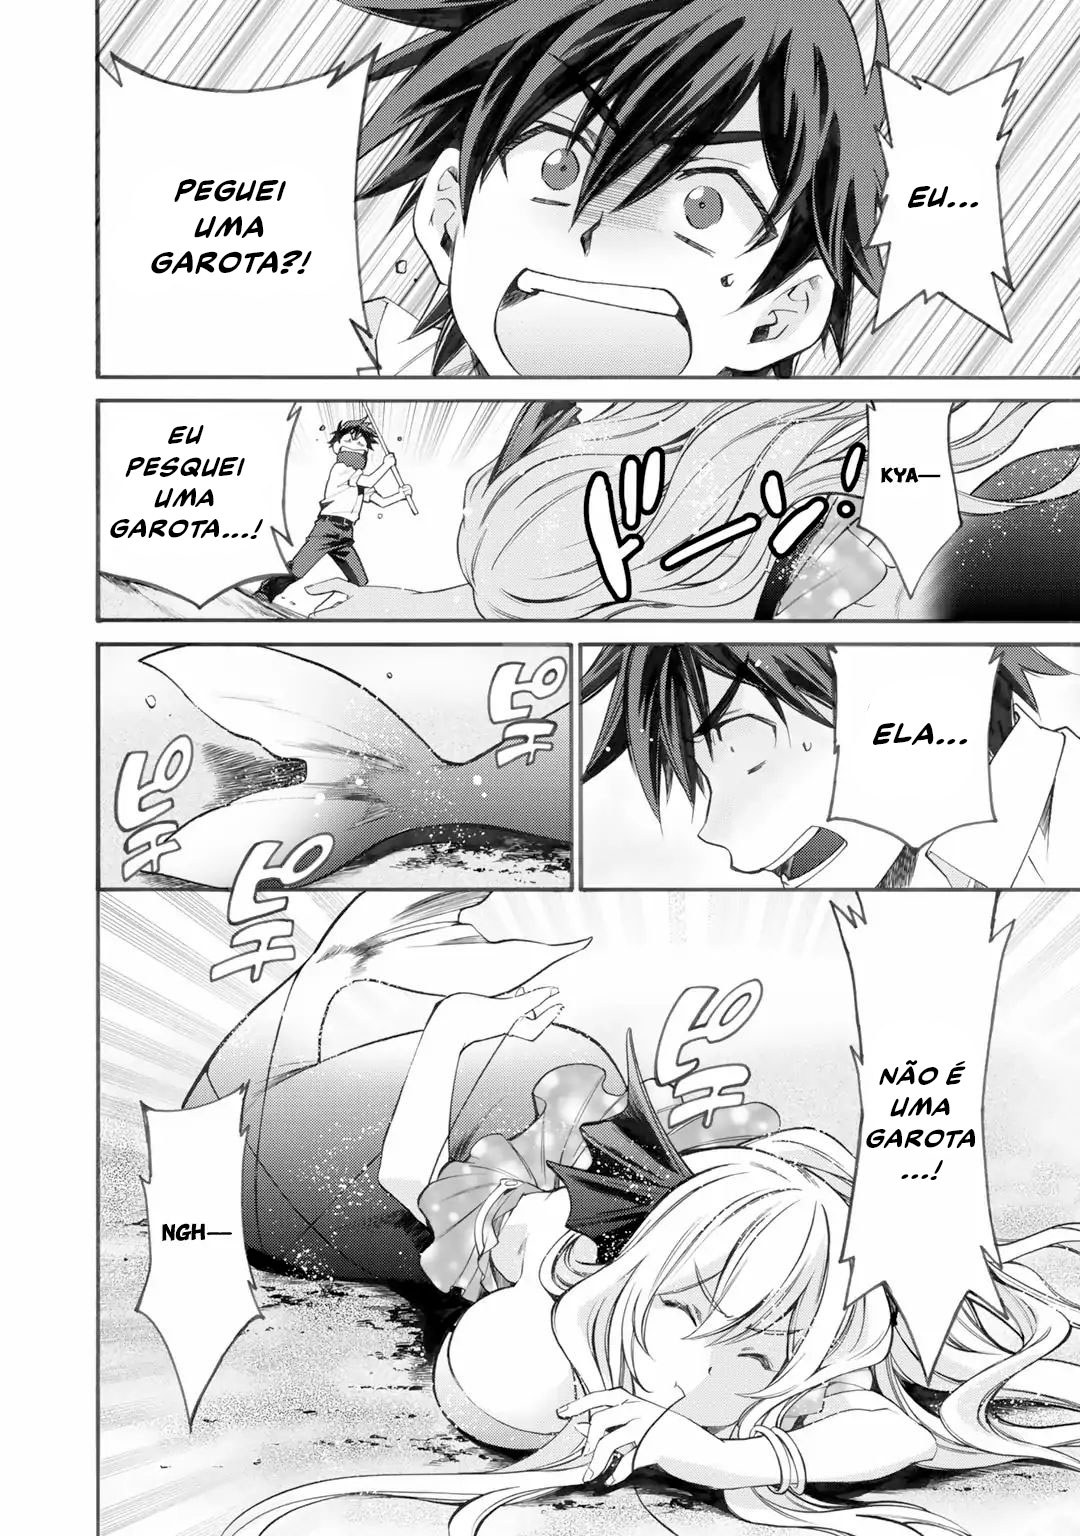 EU...
PEGUEI
UMA
GAROTA?!
KYA—
ドーン!
EU
PESQUEI
UMA
GAROTA...!
ELA...
ピチ
ピチ
ピチ
ピチ
NÃO É
UMA
GAROTA
...!
NGH—